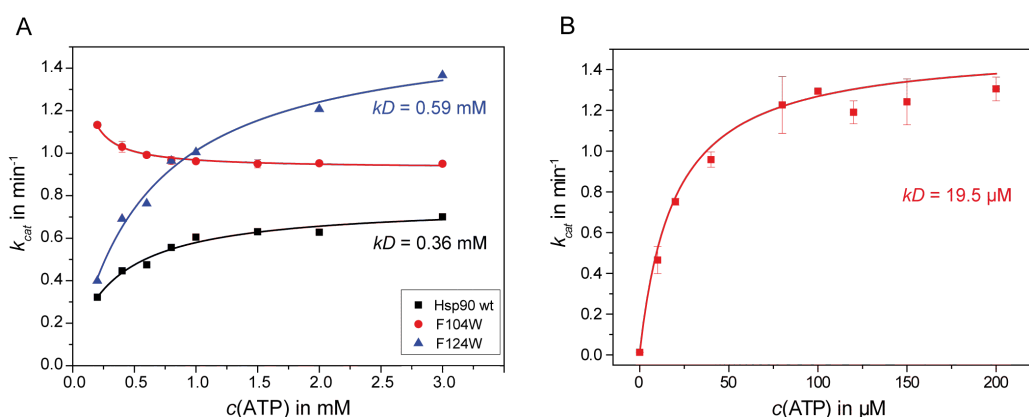 A
k_cat in min⁻¹
1.4
1.2
1.0
0.8
0.6
0.4
0.2
0.0
kD = 0.59 mM
kD = 0.36 mM
Hsp90 wt
F104W
F124W
0.0 0.5 1.0 1.5 2.0 2.5 3.0
c(ATP) in mM
B
k_cat in min⁻¹
1.4
1.2
1.0
0.8
0.6
0.4
0.2
0.0
kD = 19.5 µM
0 50 100 150 200
c(ATP) in µM